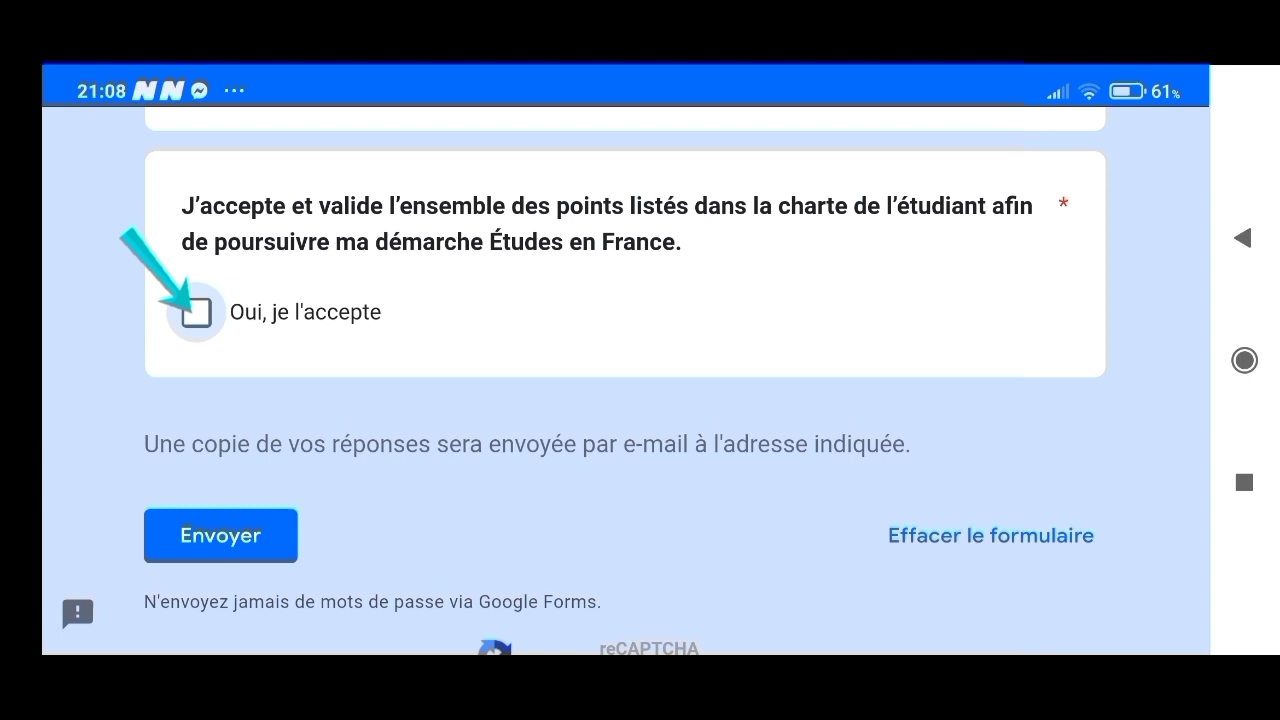 21:08 NN ... 61%
J’accepte et valide l’ensemble des points listés dans la charte de l’étudiant afin *
de poursuivre ma démarche Études en France.
Oui, je l'accepte
Une copie de vos réponses sera envoyée par e-mail à l'adresse indiquée.
Envoyer Effacer le formulaire
N'envoyez jamais de mots de passe via Google Forms.
reCAPTCHA